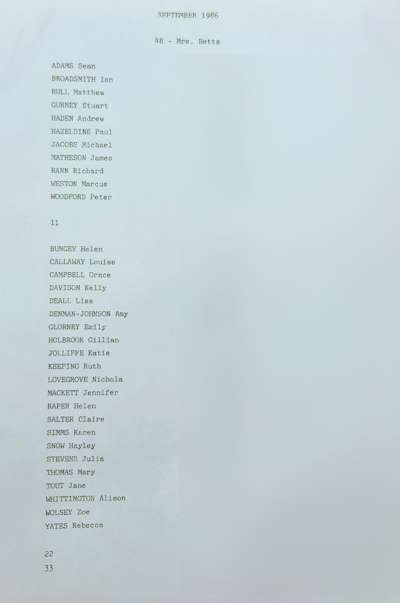 SEPTEMBER 1986
4B - Mrs. Betts
ADAMS Sean
BROADSMITH Ian
BULL Matthew
GURNEY Stuart
HADEN Andrew
HAZELDINE Paul
JACOBS Michael
MATHESON James
RANN Richard
WESTON Marcus
WOODFORD Peter
11
BUNGEY Helen
CALLAWAY Louise
CAMPBELL Grace
DAVISON Kelly
DEALL Lisa
DENMAN-JOHNSON Amy
GLORNEY Emily
HOLBROOK Gillian
JOLLIFFE Katie
KEEPING Ruth
LOVEGROVE Nichola
MACKETT Jennifer
RAPER Helen
SALTER Claire
SIMMS Karen
SNOW Hayley
STEVENS Julia
THOMAS Mary
TOUT Jane
WHITTINGTON Alison
WOLSEY Zoe
YATES Rebecca
22
33